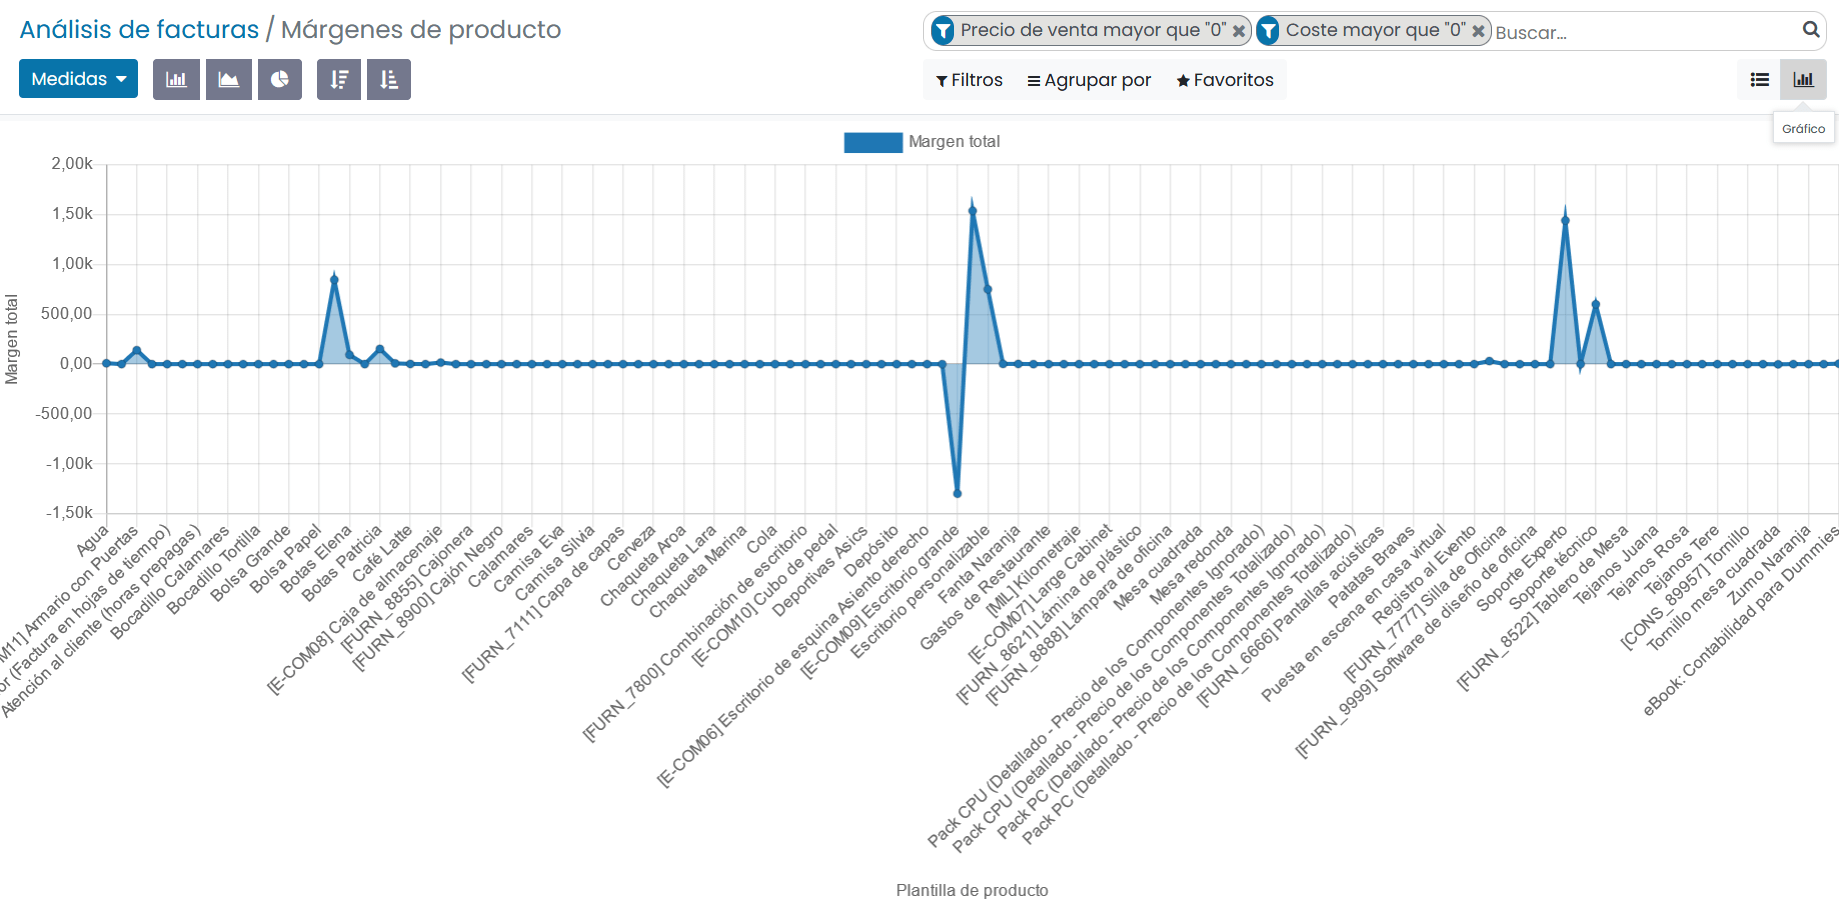 Análisis de facturas / Márgenes de producto
Precio de venta mayor que "0" Coste mayor que "0" Buscar...
Medidas
Filtros Agrupar por Favoritos
Gráfico
Margen total
2,00k
1,50k
1,00k
500,00
0,00
-500,00
-1,00k
-1,50k
Margen total
Agua
M11] Armario con Puertas
or (Factura en hojas de tiempo)
Atención al cliente (horas prepagas)
Bocadillo Calamares
Bocadillo Tortilla
Bolsa Grande
Bolsa Papel
Botas Elena
Botas Patricia
Café Latte
[E-COM08] Caja de almacenaje
[FURN_8855] Cajonera
[FURN_8900] Cajón Negro
Calamares
Camisa Eva
Camisa Silvia
[FURN_7111] Capa de capas
Cerveza
Chaqueta Aroa
Chaqueta Lara
Chaqueta Marina
Cola
[FURN_7800] Combinación de escritorio
[E-COM10] Cubo de pedal
Deportivas Asics
Depósito
[E-COM06] Escritorio de esquina Asiento derecho
[E-COM09] Escritorio grande
Escritorio personalizable
Fanta Naranja
Gastos de Restaurante
[MIL] Kilometraje
[E-COM07] Large Cabinet
[FURN_8621] Lámina de plástico
[FURN_8888] Lámpara de oficina
Mesa cuadrada
Mesa redonda
Pack CPU (Detallado - Precio de los Componentes Ignorado)
Pack CPU (Detallado - Precio de los Componentes Totalizado)
Pack PC (Detallado - Precio de los Componentes Ignorado)
Pack PC (Detallado - Precio de los Componentes Totalizado)
[FURN_6666] Pantallas acústicas
Patatas Bravas
Puesta en escena en casa virtual
Registro al Evento
[FURN_7777] Silla de Oficina
[FURN_9999] Software de diseño de oficina
Soporte Experto
Soporte técnico
[FURN_8522] Tablero de Mesa
Tejanos Juana
Tejanos Rosa
Tejanos Tere
[CONS_89957] Tornillo
Tornillo mesa cuadrada
Zumo Naranja
eBook: Contabilidad para Dummies
Plantilla de producto